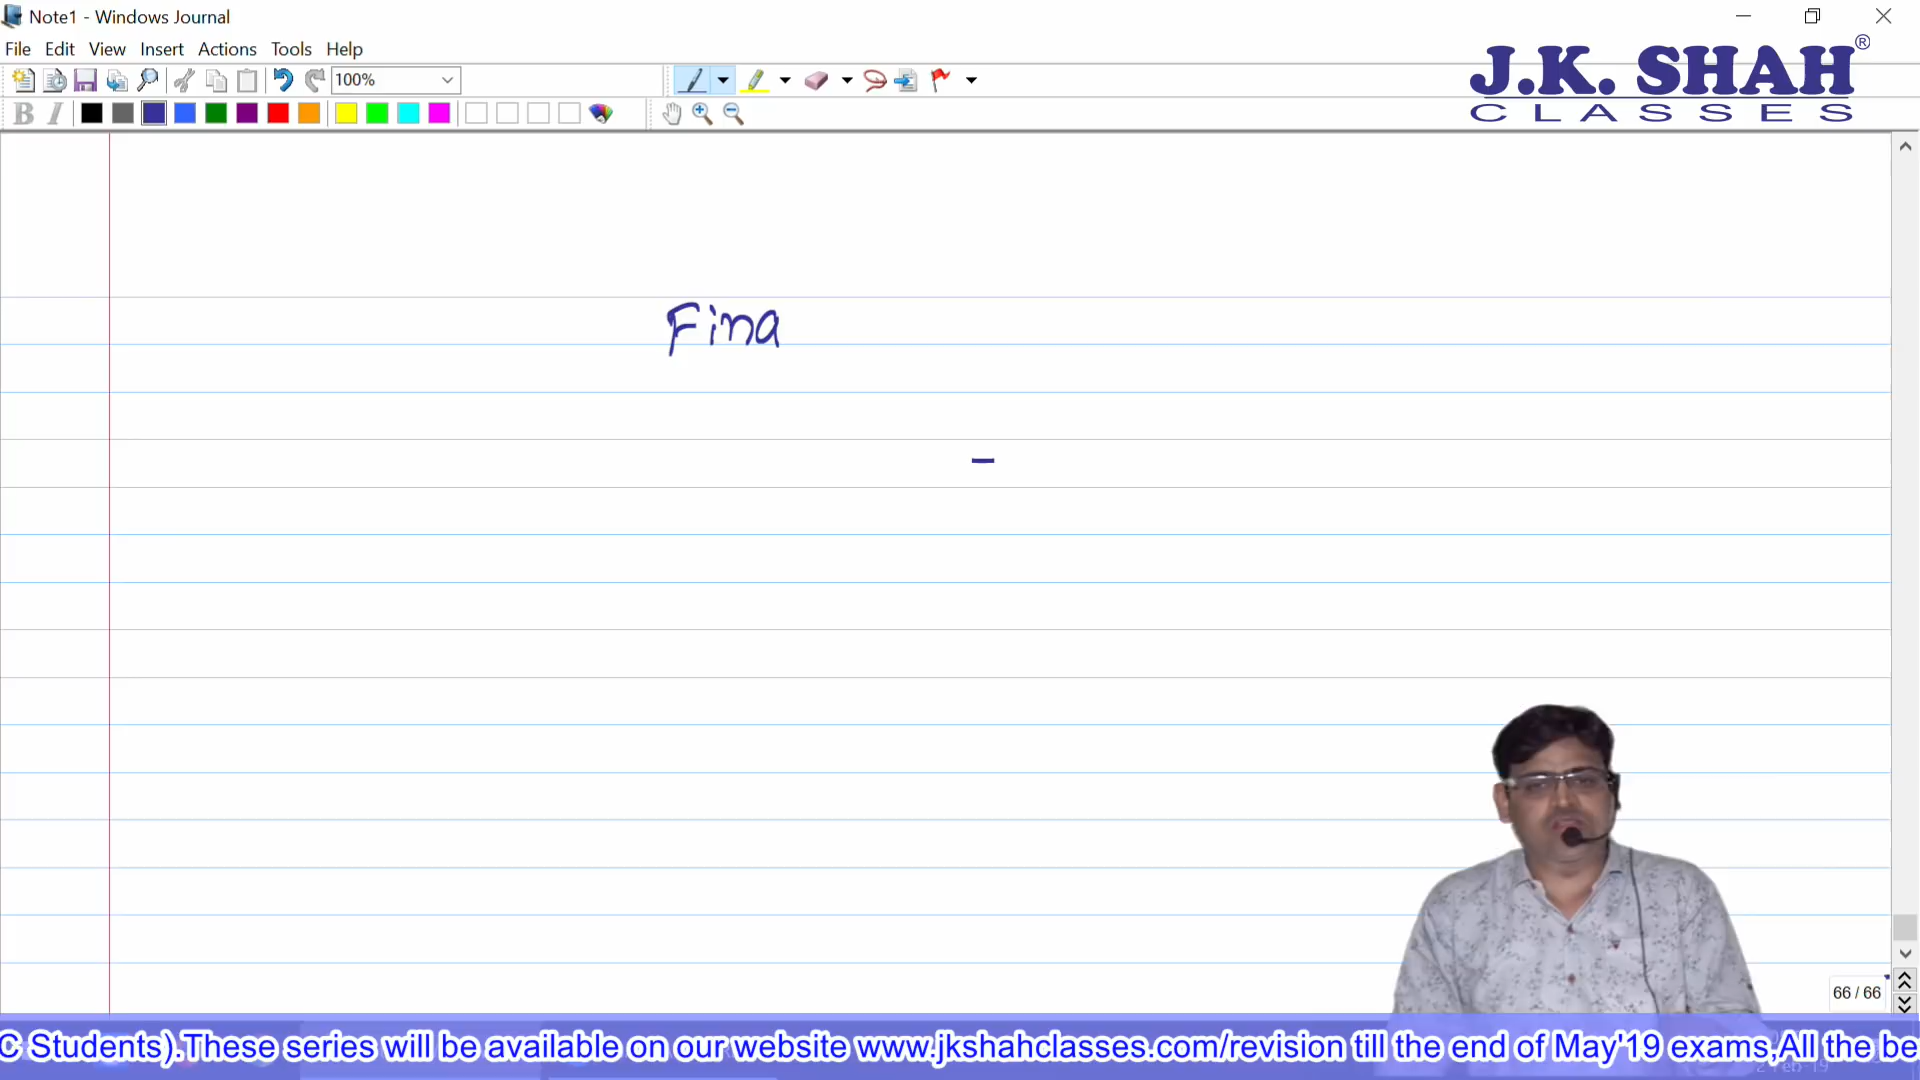 Note1 - Windows Journal
File Edit View Insert Actions Tools Help
100%
J.K. SHAH®
CLASSES
B I
Fina
-
66 / 66
C Students).These series will be available on our website www.jkshahclasses.com/revision till the end of May'19 exams,All the be